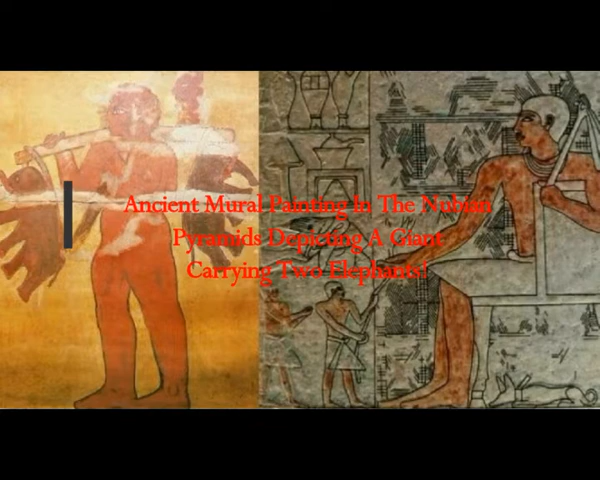 Ancient Mural Painting In The Nubian
Pyramids Depicting A Giant
Carrying Two Elephants!